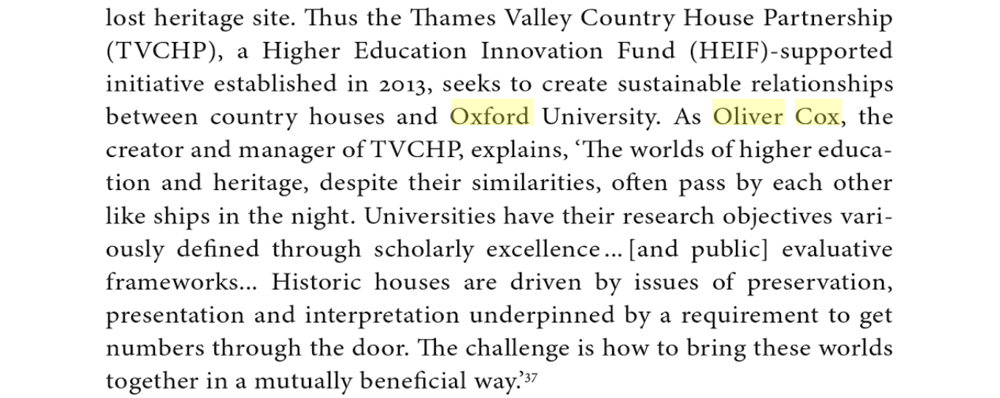 lost heritage site. Thus the Thames Valley Country House Partnership
(TVCHP), a Higher Education Innovation Fund (HEIF)-supported
initiative established in 2013, seeks to create sustainable relationships
between country houses and Oxford University. As Oliver Cox, the
creator and manager of TVCHP, explains, ‘The worlds of higher educa-
tion and heritage, despite their similarities, often pass by each other
like ships in the night. Universities have their research objectives vari-
ously defined through scholarly excellence ... [and public] evaluative
frameworks... Historic houses are driven by issues of preservation,
presentation and interpretation underpinned by a requirement to get
numbers through the door. The challenge is how to bring these worlds
together in a mutually beneficial way.’37